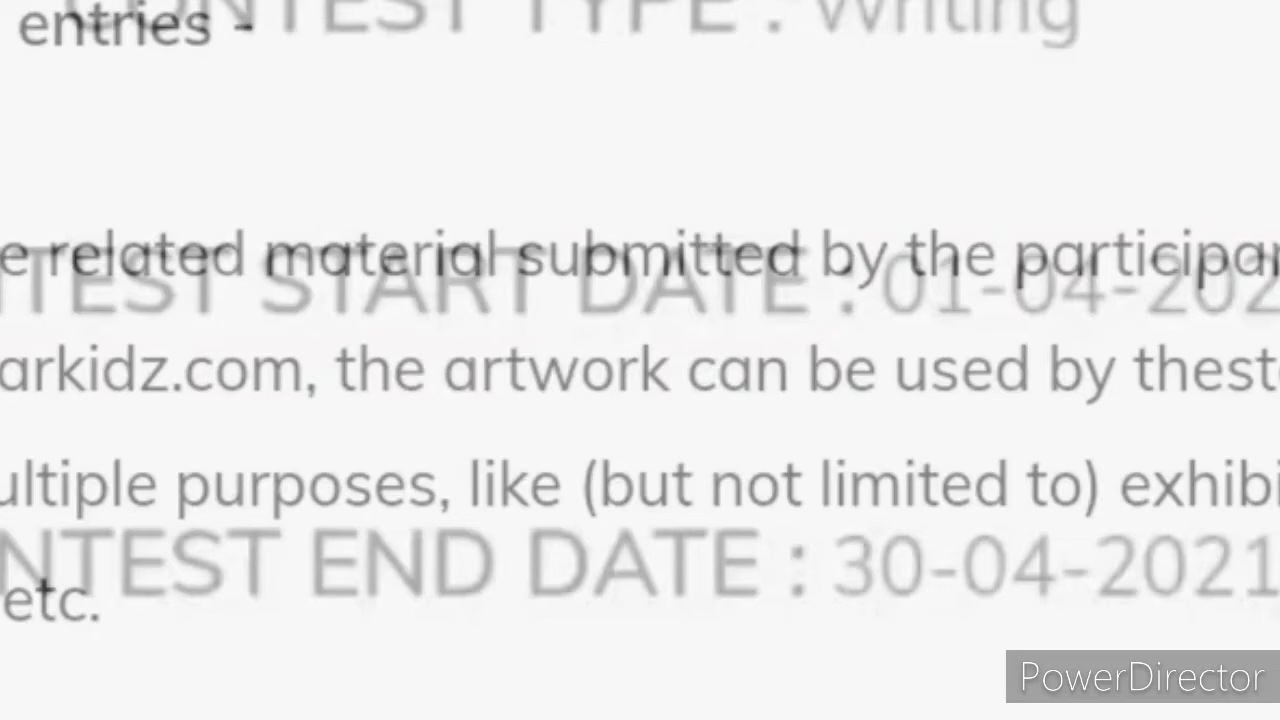 CONTEST TYPE : Writing
entries -
e related material submitted by the participan
NTEST START DATE : 01-04-202
arkidz.com, the artwork can be used by thest
ultiple purposes, like (but not limited to) exhibi
NTEST END DATE : 30-04-2021
etc.
PowerDirector